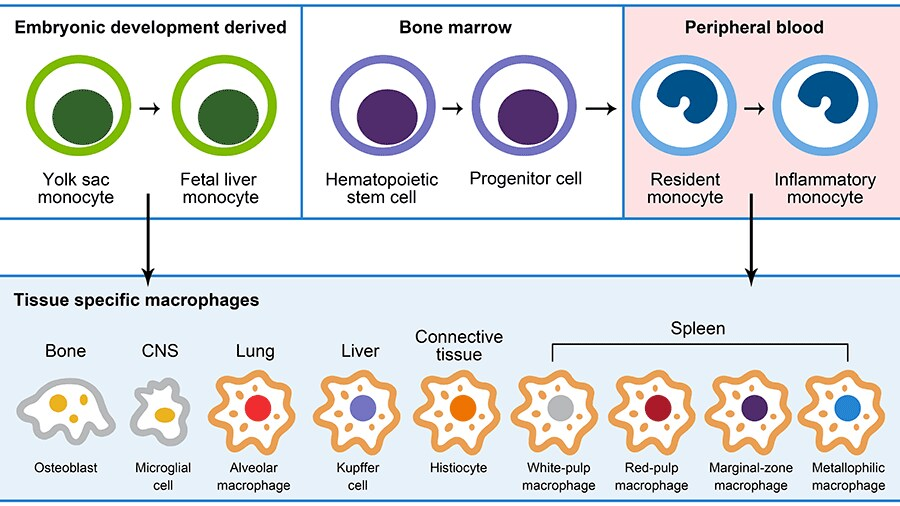 Embryonic development derived
Bone marrow
Peripheral blood
Yolk sac
monocyte
Fetal liver
monocyte
Hematopoietic
stem cell
Progenitor cell
Resident
monocyte
Inflammatory
monocyte
Tissue specific macrophages
Bone
CNS
Lung
Liver
Connective
tissue
Spleen
Osteoblast
Microglial
cell
Alveolar
macrophage
Kupffer
cell
Histiocyte
White-pulp
macrophage
Red-pulp
macrophage
Marginal-zone
macrophage
Metallophilic
macrophage